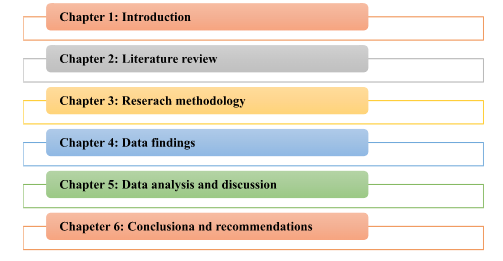 Chapter 1: Introduction
Chapter 2: Literature review
Chapter 3: Reserach methodology
Chapter 4: Data findings
Chapter 5: Data analysis and discussion
Chapeter 6: Conclusiona nd recommendations